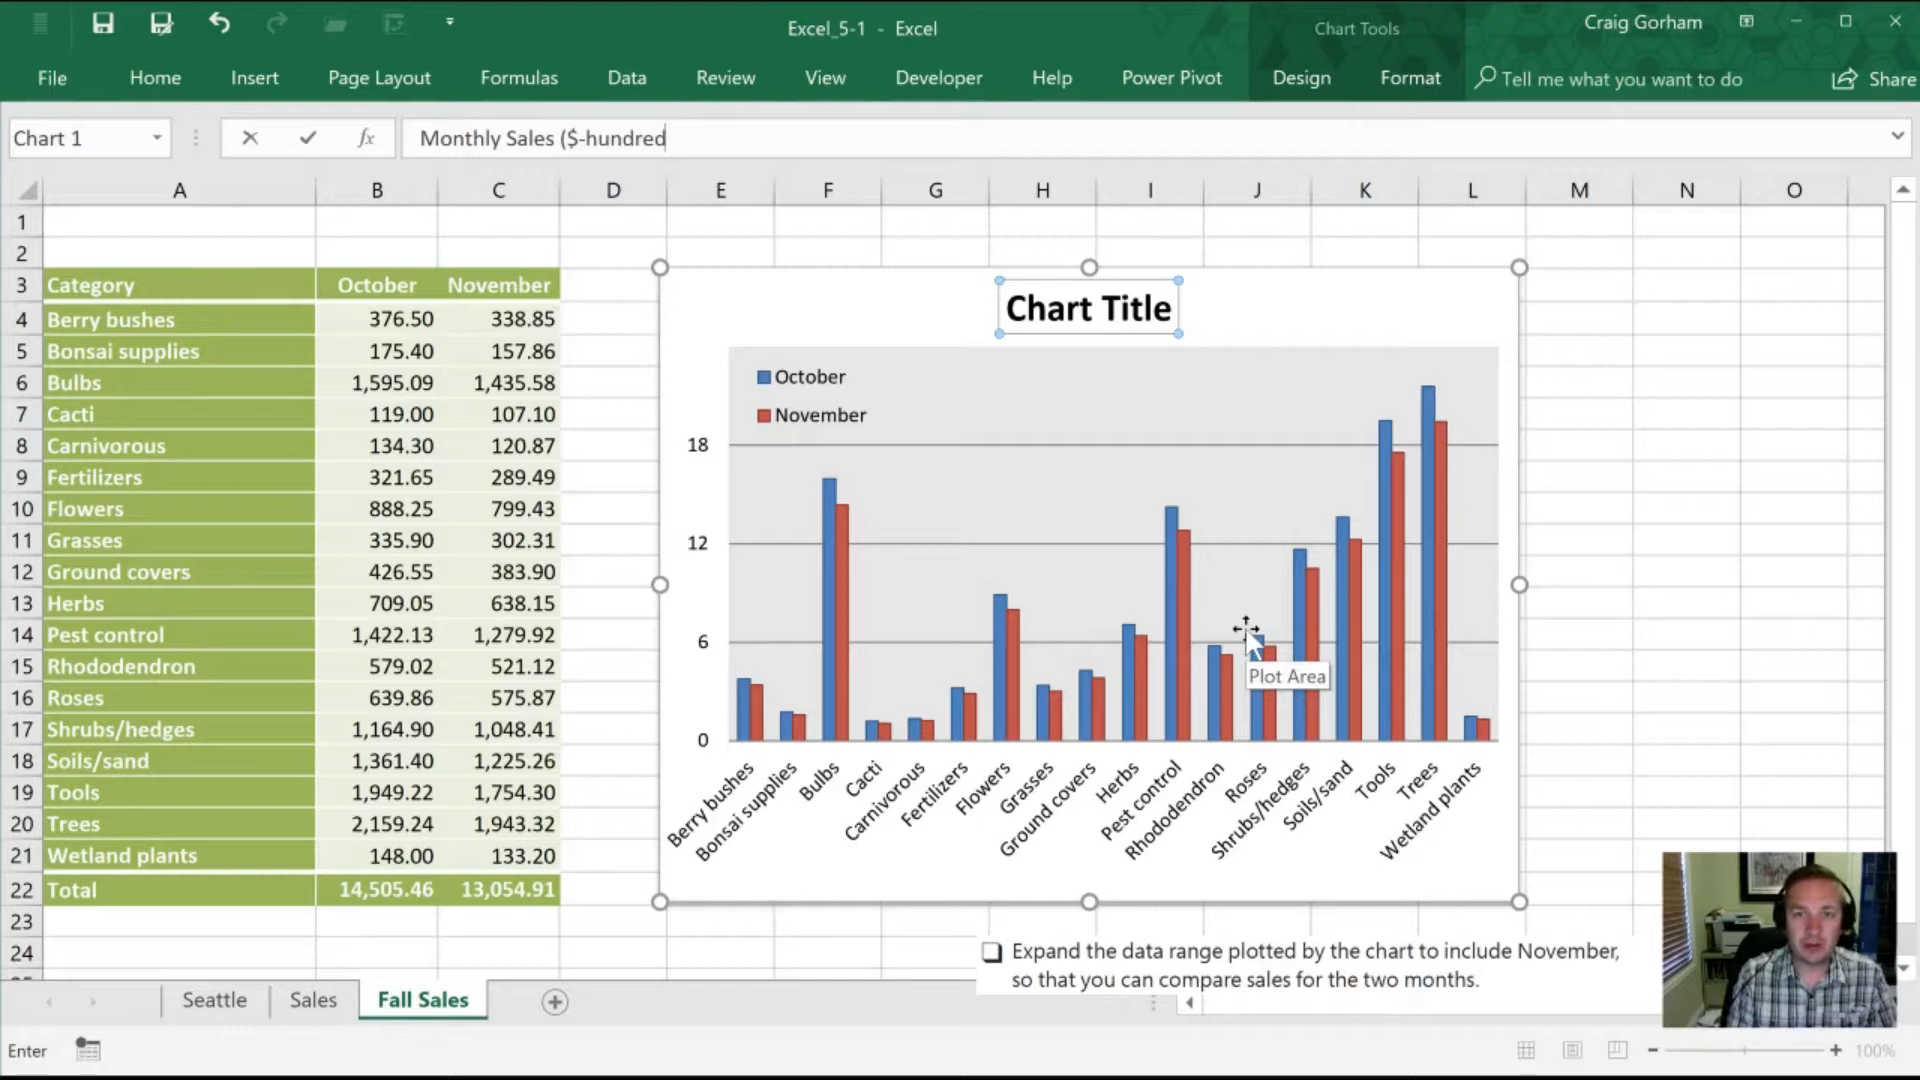 Excel_5-1 - Excel
Chart Tools
Craig Gorham
File Home Insert Page Layout Formulas Data Review View Developer Help Power Pivot Design Format Tell me what you want to do Share
Chart 1
fx
Monthly Sales ($-hundred
A B C D E F G H I J K L M N O
1
2
3 Category October November
4 Berry bushes 376.50 338.85
5 Bonsai supplies 175.40 157.86
6 Bulbs 1,595.09 1,435.58
7 Cacti 119.00 107.10
8 Carnivorous 134.30 120.87
9 Fertilizers 321.65 289.49
10 Flowers 888.25 799.43
11 Grasses 335.90 302.31
12 Ground covers 426.55 383.90
13 Herbs 709.05 638.15
14 Pest control 1,422.13 1,279.92
15 Rhododendron 579.02 521.12
16 Roses 639.86 575.87
17 Shrubs/hedges 1,164.90 1,048.41
18 Soils/sand 1,361.40 1,225.26
19 Tools 1,949.22 1,754.30
20 Trees 2,159.24 1,943.32
21 Wetland plants 148.00 133.20
22 Total 14,505.46 13,054.91
23
24
Chart Title
October
November
18
12
6
0
Plot Area
Berry bushes
Bonsai supplies
Bulbs
Cacti
Carnivorous
Fertilizers
Flowers
Grasses
Ground covers
Herbs
Pest control
Rhododendron
Roses
Shrubs/hedges
Soils/sand
Tools
Trees
Wetland plants
Expand the data range plotted by the chart to include November,
so that you can compare sales for the two months.
Seattle Sales Fall Sales
Enter
100%